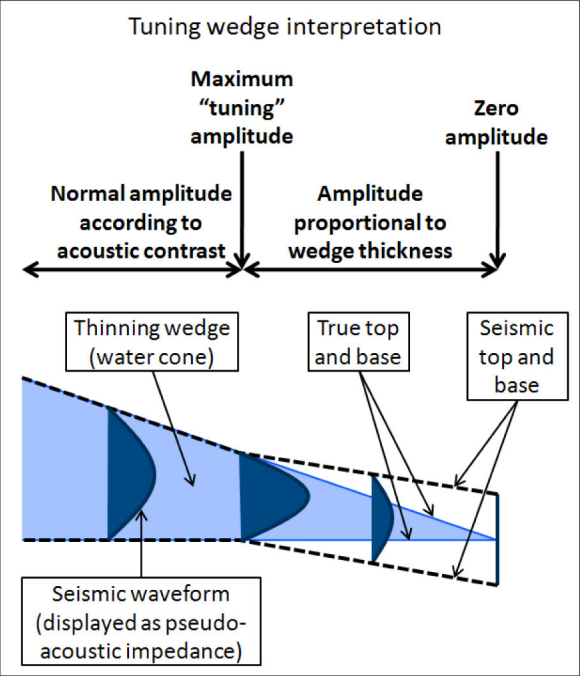 Tuning wedge interpretation
Maximum
“tuning”
amplitude
Zero
amplitude
Normal amplitude
according to
acoustic contrast
Amplitude
proportional to
wedge thickness
Thinning wedge
(water cone)
True top
and base
Seismic
top and
base
Seismic waveform
(displayed as pseudo-
acoustic impedance)